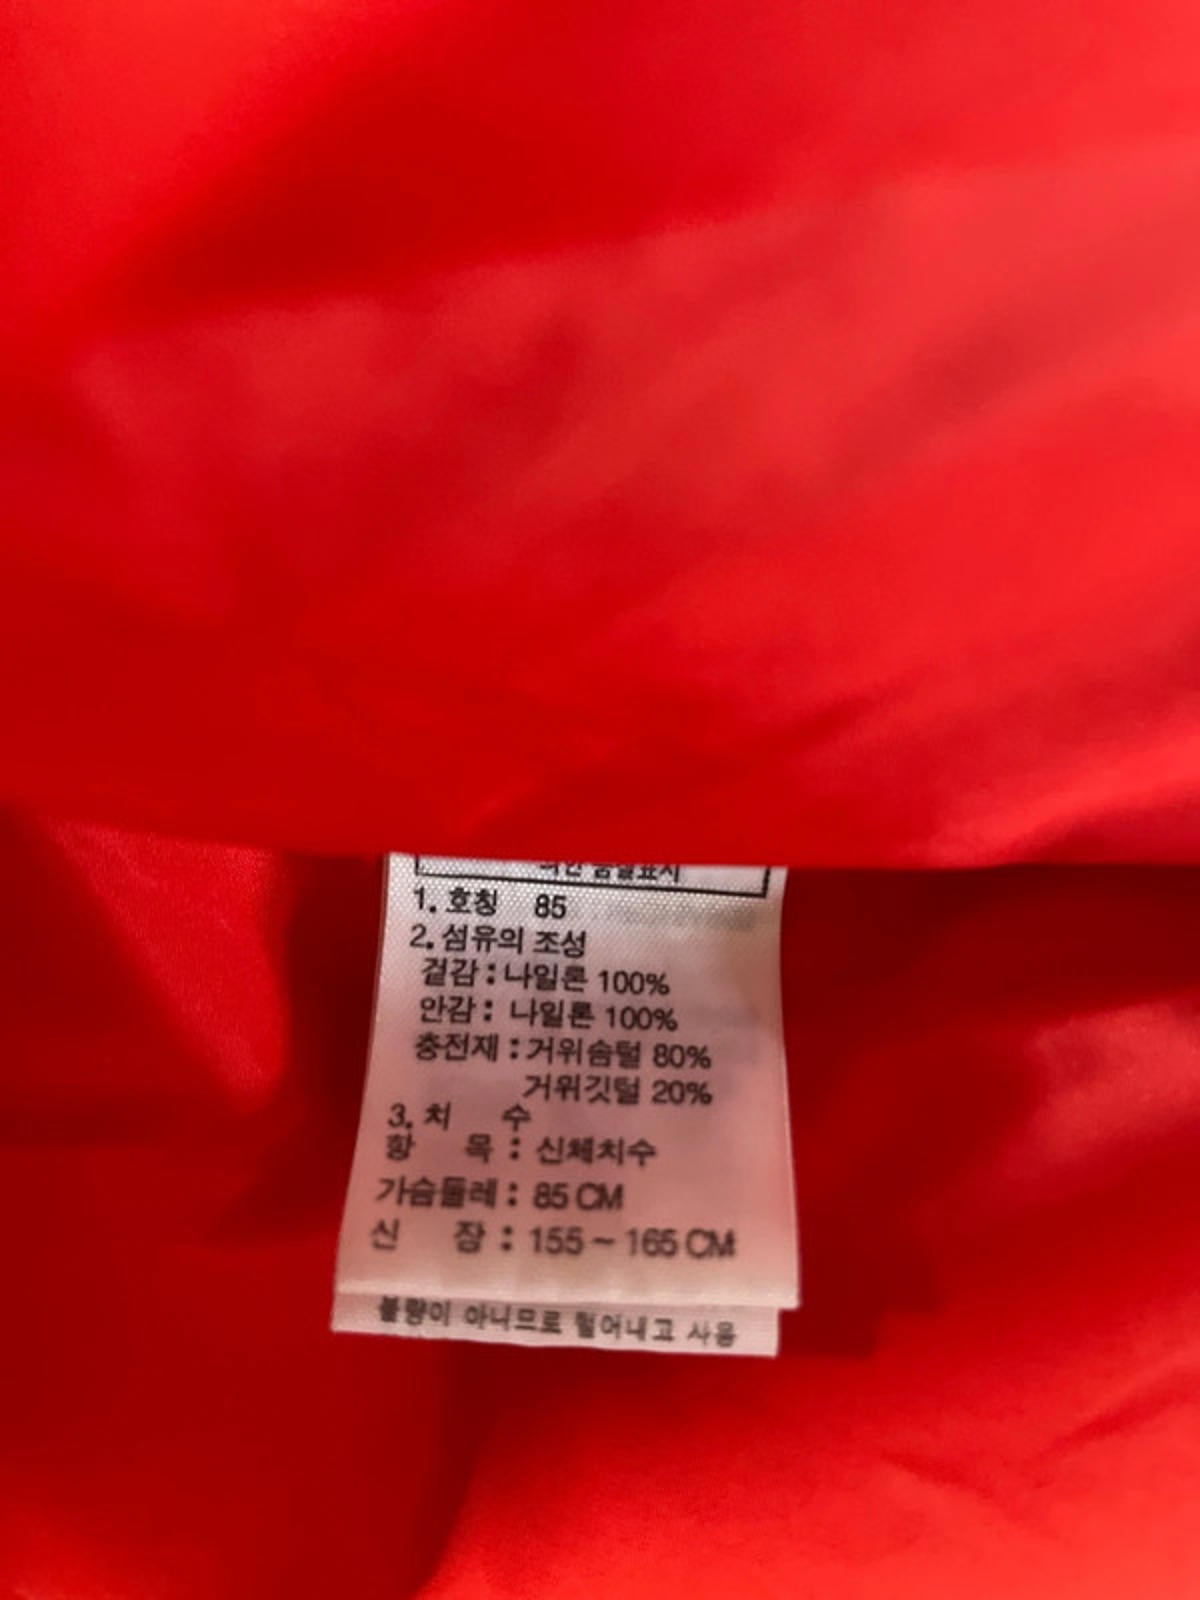 1. 호칭 85
2. 섬유의 조성
겉감 : 나일론 100%
안감 : 나일론 100%
충전재 : 거위솜털 80%
거위깃털 20%
3. 치 수
항 목 : 신체치수
가슴둘레 : 85 CM
신 장 : 155 ~ 165 CM
불량이 아니므로 털어내고 사용